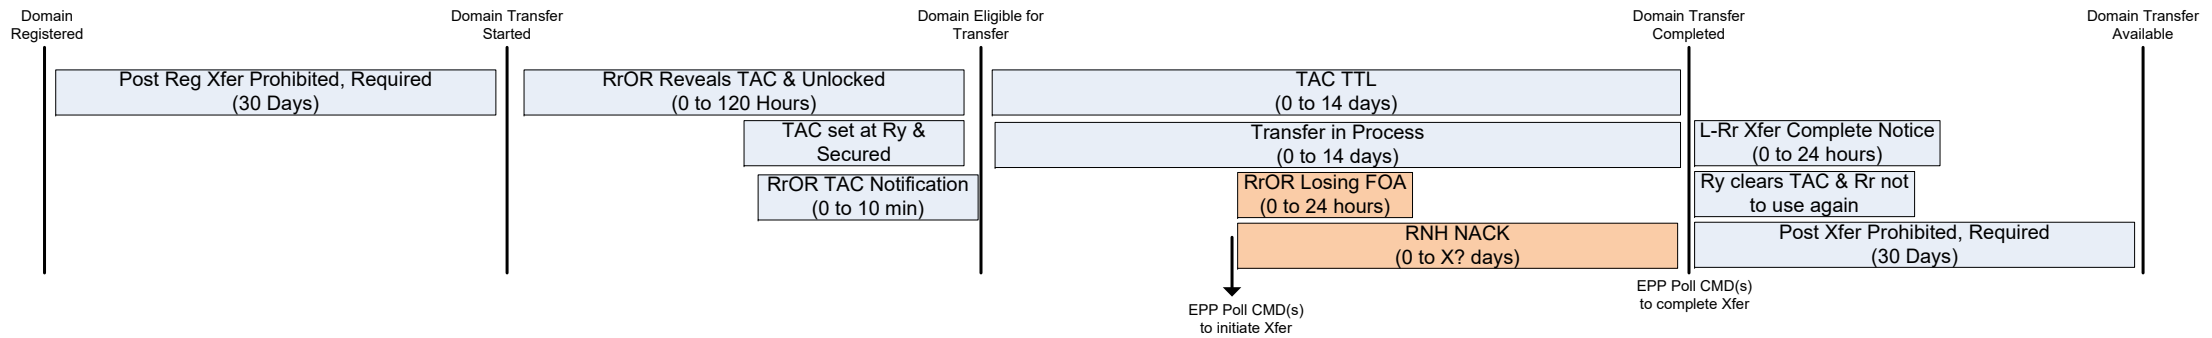 Domain
Registered
Domain Transfer
Started
Domain Eligible for
Transfer
Domain Transfer
Completed
Domain Transfer
Available
Post Reg Xfer Prohibited, Required
(30 Days)
RrOR Reveals TAC & Unlocked
(0 to 120 Hours)
TAC TTL
(0 to 14 days)
TAC set at Ry &
Secured
Transfer in Process
(0 to 14 days)
L-Rr Xfer Complete Notice
(0 to 24 hours)
RrOR TAC Notification
(0 to 10 min)
RrOR Losing FOA
(0 to 24 hours)
Ry clears TAC & Rr not
to use again
RNH NACK
(0 to X? days)
Post Xfer Prohibited, Required
(30 Days)
EPP Poll CMD(s)
to initiate Xfer
EPP Poll CMD(s)
to complete Xfer